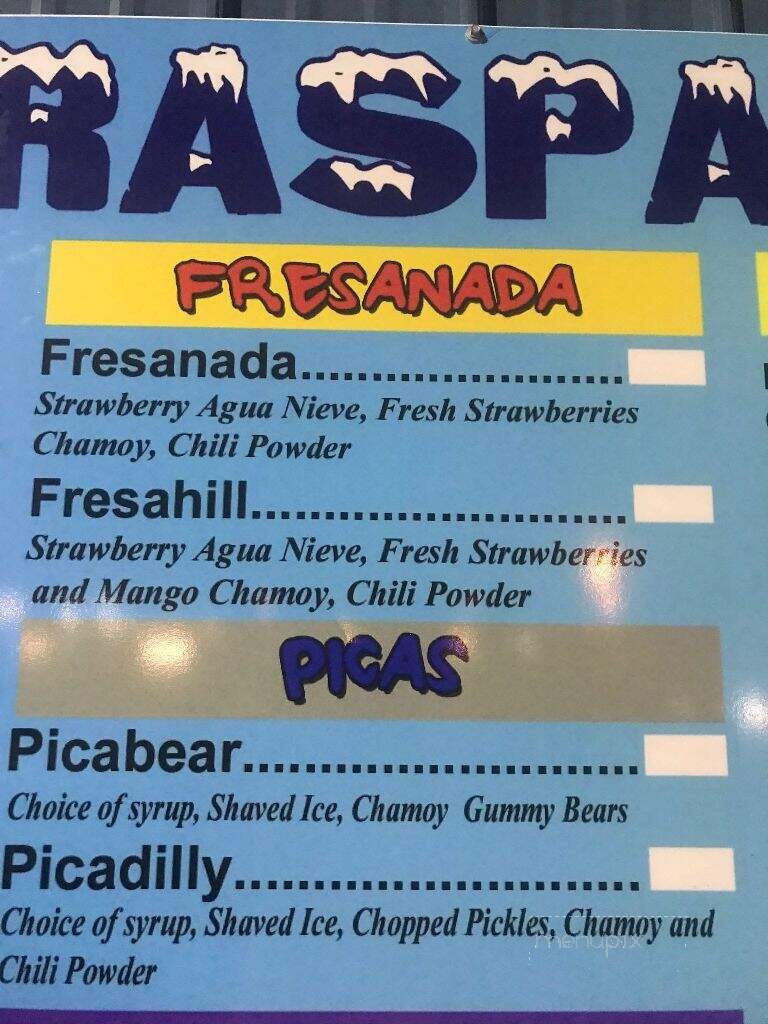 RASPA
FRESANADA
Fresanada........................
Strawberry Agua Nieve, Fresh Strawberries
Chamoy, Chili Powder
Fresahill..........................
Strawberry Agua Nieve, Fresh Strawberries
and Mango Chamoy, Chili Powder
PICAS
Picabear..........................
Choice of syrup, Shaved Ice, Chamoy Gummy Bears
Picadilly...........................
Choice of syrup, Shaved Ice, Chopped Pickles, Chamoy and
Chili Powder
menupix